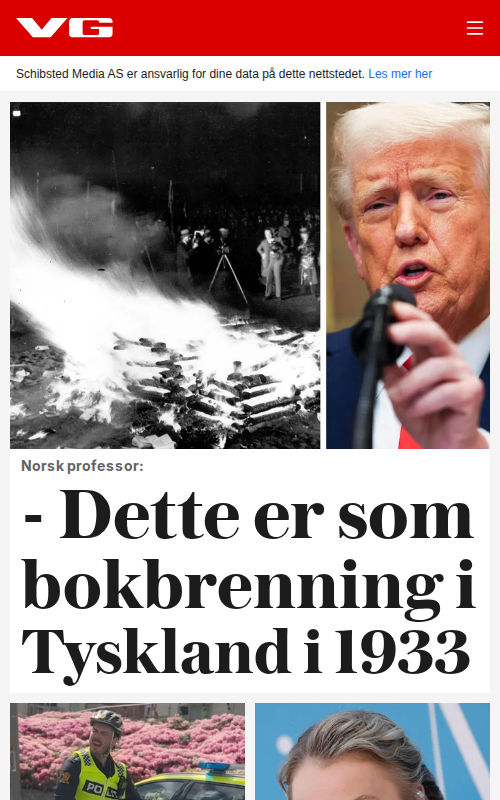 VG
Schibsted Media AS er ansvarlig for dine data på dette nettstedet. Les mer her
Norsk professor:
- Dette er som
bokbrenning i
Tyskland i 1933